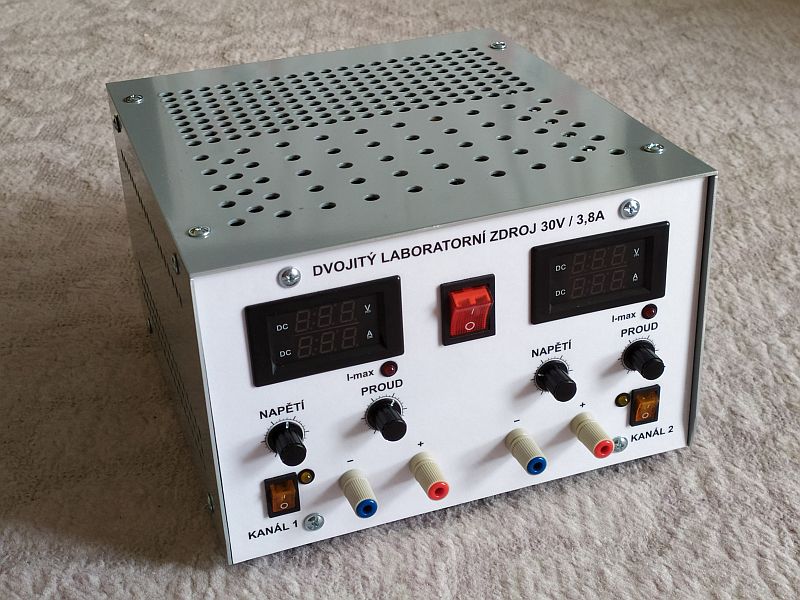 DVOJITÝ LABORATORNÍ ZDROJ 30V / 3,8A
DC V
DC A
I-max
NAPĚTÍ
PROUD
- +
KANÁL 1
DC V
DC A
I-max
NAPĚTÍ
PROUD
- +
KANÁL 2